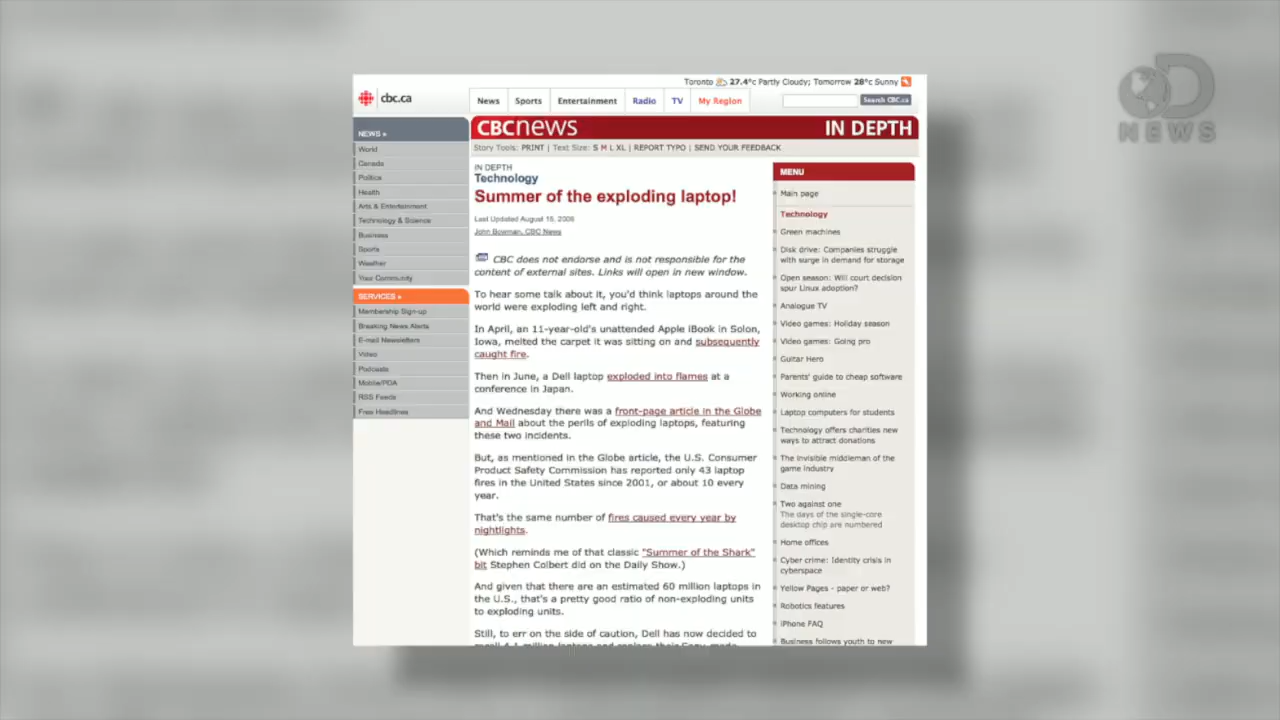 Toronto 27.4°c Partly Cloudy; Tomorrow 28°c Sunny
cbc.ca
News Sports Entertainment Radio TV My Region
Search CBC.ca
D
NEWS
NEWS »
World
Canada
Politics
Health
Arts & Entertainment
Technology & Science
Business
Sports
Weather
Your Community
SERVICES »
Membership Sign-up
Breaking News Alerts
E-mail Newsletters
Video
Podcasts
Mobile/PDA
RSS Feeds
Free Headlines
CBCnews IN DEPTH
Story Tools: PRINT | Text Size: S M L XL | REPORT TYPO | SEND YOUR FEEDBACK
IN DEPTH
Technology
Summer of the exploding laptop!
Last Updated August 15, 2006
John Bowman, CBC News
CBC does not endorse and is not responsible for the
content of external sites. Links will open in new window.
To hear some talk about it, you'd think laptops around the
world were exploding left and right.
In April, an 11-year-old's unattended Apple iBook in Solon,
Iowa, melted the carpet it was sitting on and subsequently
caught fire.
Then in June, a Dell laptop exploded into flames at a
conference in Japan.
And Wednesday there was a front-page article in the Globe
and Mail about the perils of exploding laptops, featuring
these two incidents.
But, as mentioned in the Globe article, the U.S. Consumer
Product Safety Commission has reported only 43 laptop
fires in the United States since 2001, or about 10 every
year.
That's the same number of fires caused every year by
nightlights.
(Which reminds me of that classic "Summer of the Shark"
bit Stephen Colbert did on the Daily Show.)
And given that there are an estimated 60 million laptops in
the U.S., that's a pretty good ratio of non-exploding units
to exploding units.
Still, to err on the side of caution, Dell has now decided to
MENU
Main page
Technology
Green machines
Disk drive: Companies struggle
with surge in demand for storage
Open season: Will court decision
spur Linux adoption?
Analogue TV
Video games: Holiday season
Video games: Going pro
Guitar Hero
Parents' guide to cheap software
Working online
Laptop computers for students
Technology offers charities new
ways to attract donations
The invisible middleman of the
game industry
Data mining
Two against one
The days of the single-core
desktop chip are numbered
Home offices
Cyber crime: Identity crisis in
cyberspace
Yellow Pages - paper or web?
Robotics features
iPhone FAQ
Business follows youth to new